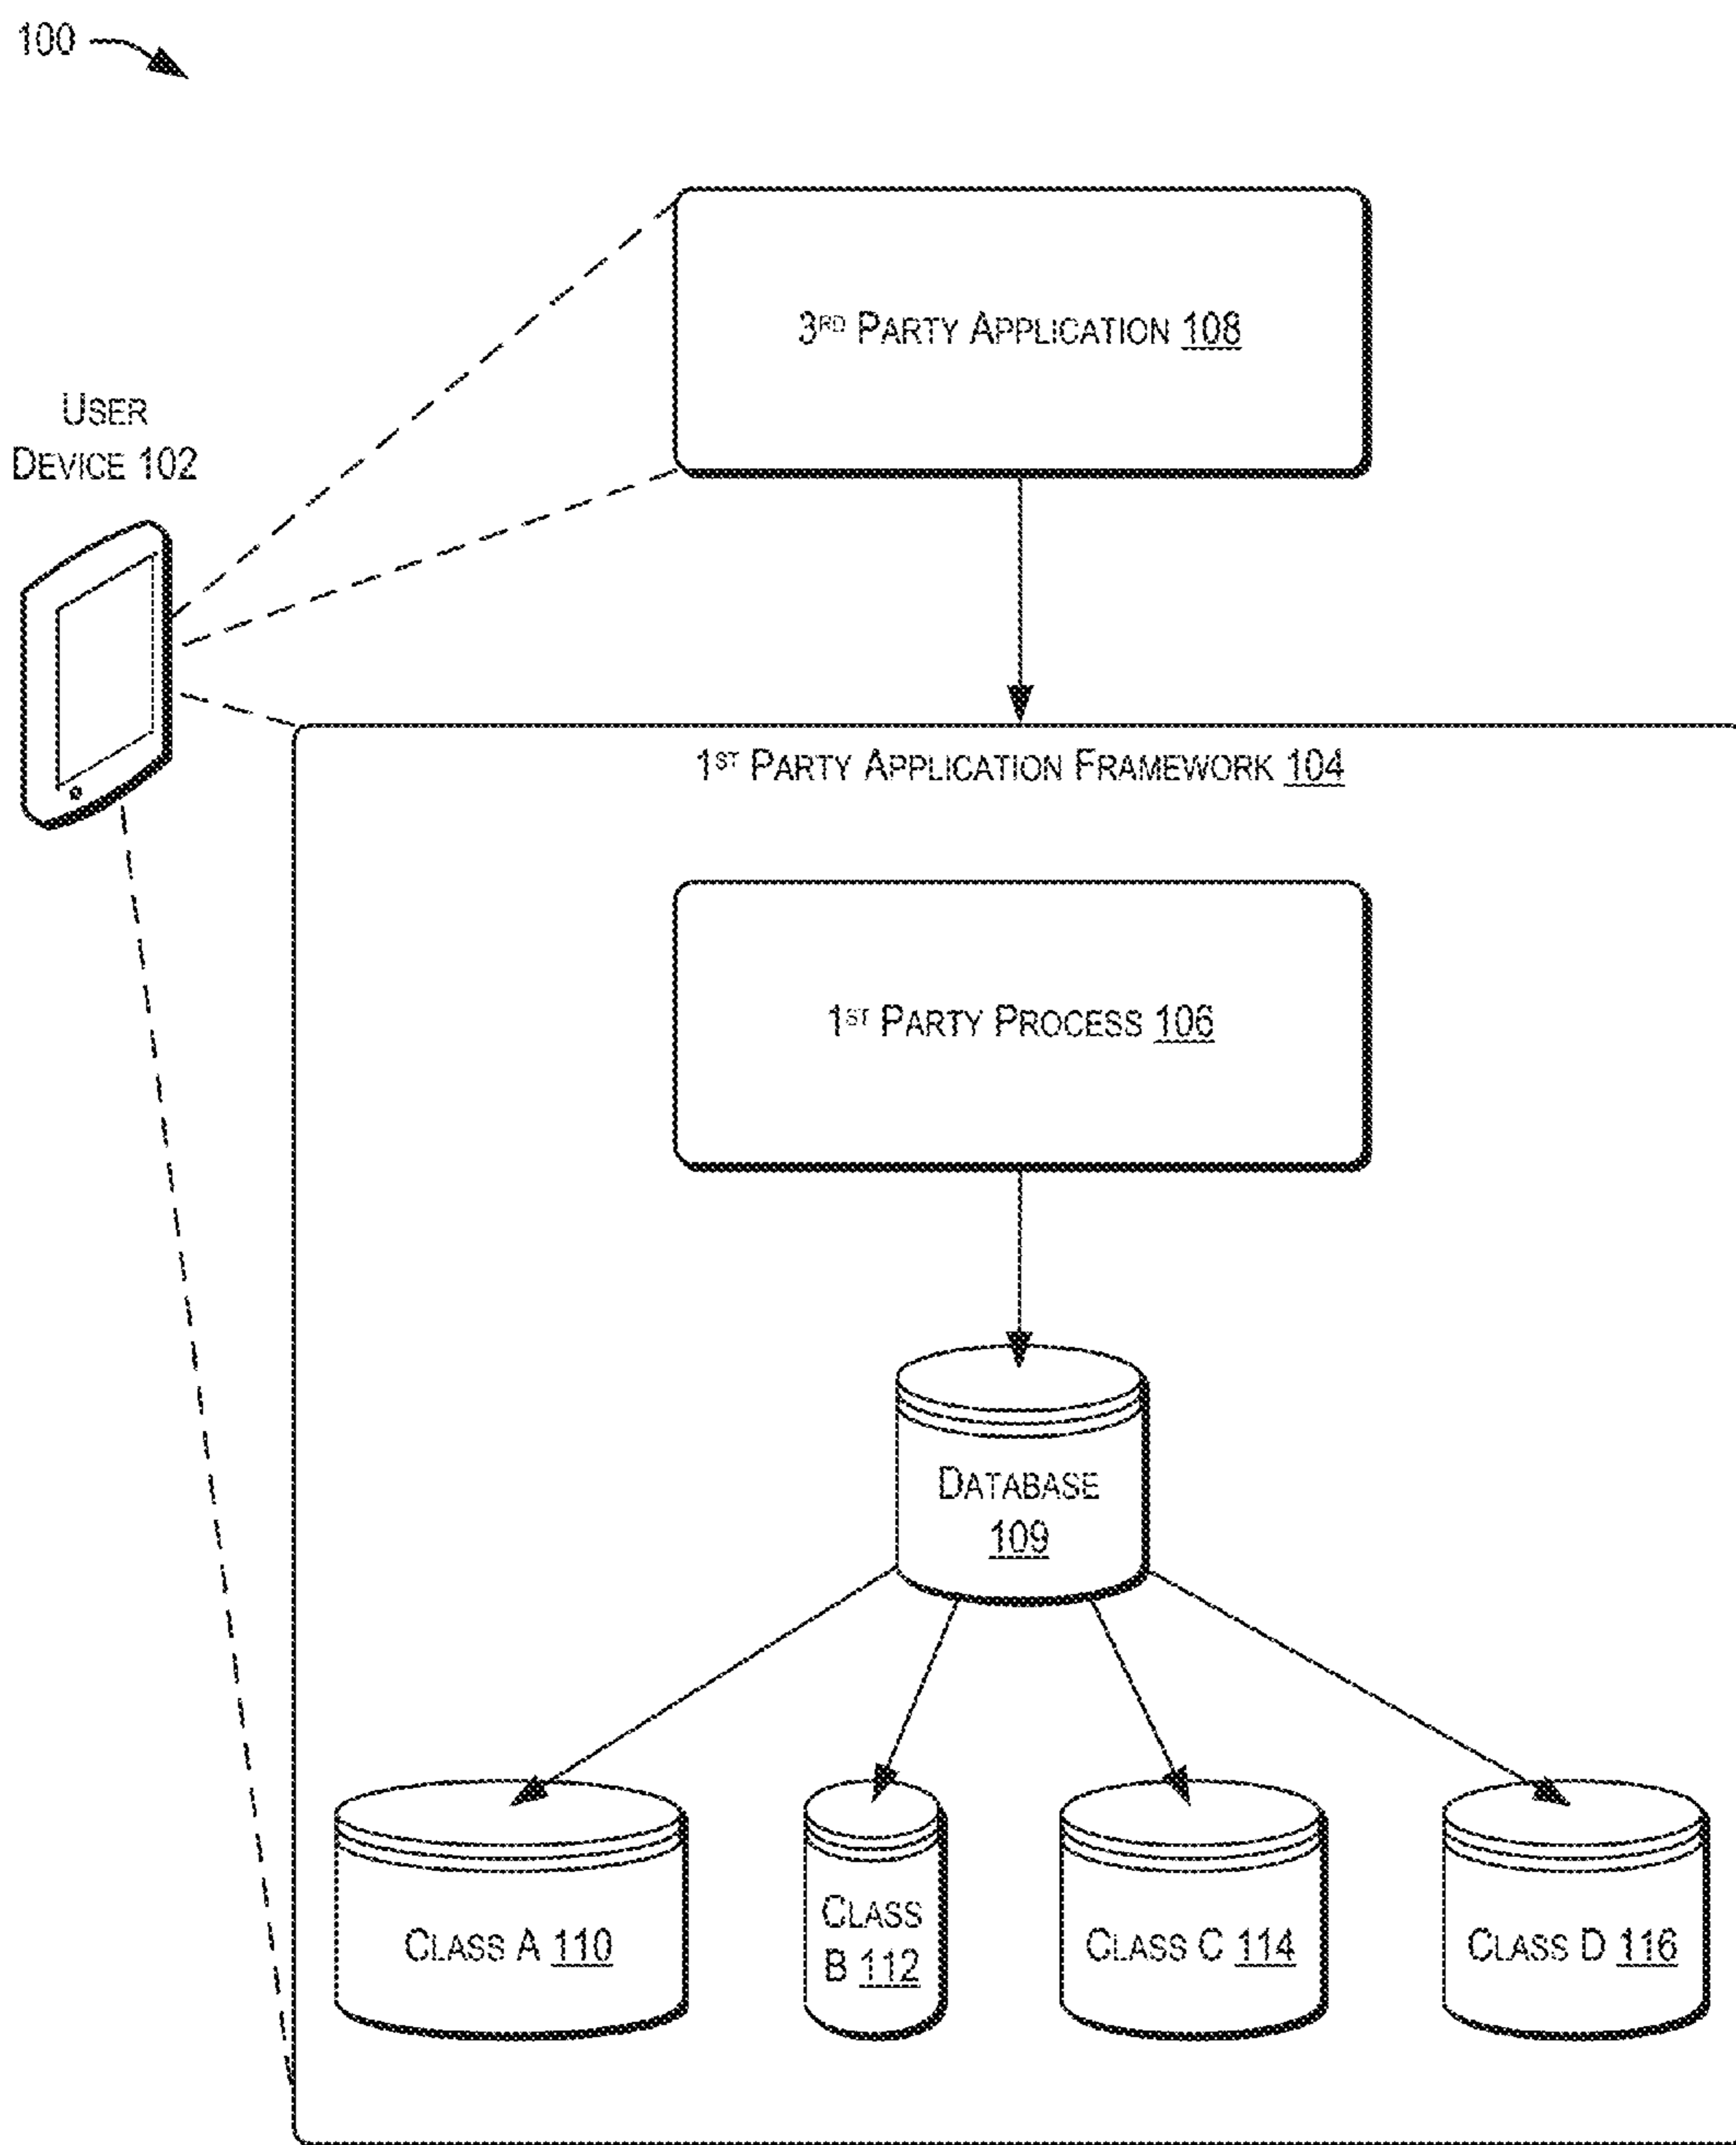 100
3RD PARTY APPLICATION 108
USER
DEVICE 102
1ST PARTY APPLICATION FRAMEWORK 104
1ST PARTY PROCESS 106
DATABASE
109
CLASS A 110
CLASS
B 112
CLASS C 114
CLASS D 116